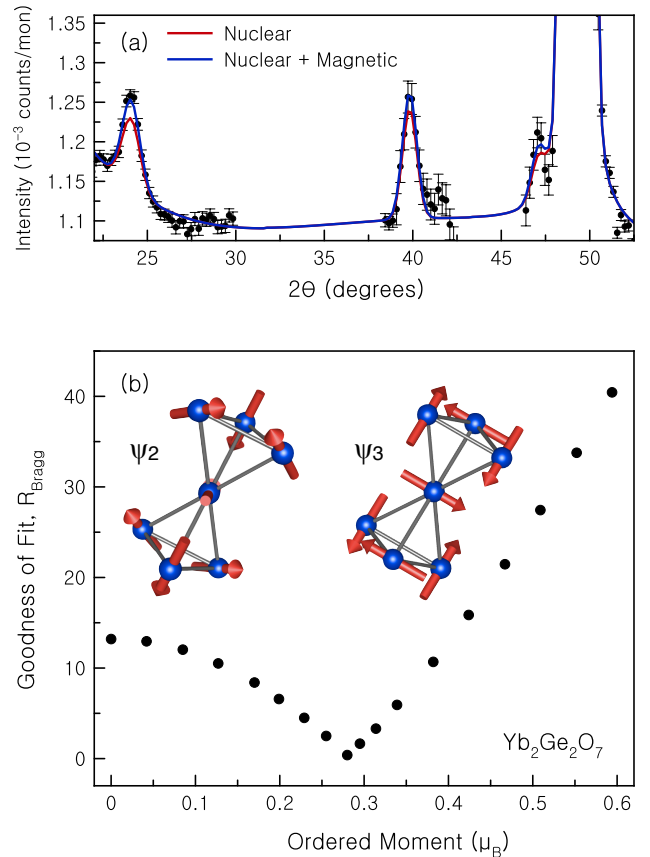 (a)
Nuclear
Nuclear + Magnetic
1.35
1.3
1.25
1.2
1.15
1.1
Intensity (10⁻³ counts/mon)
25 30 35 40 45 50
2Θ (degrees)
(b)
ψ2
ψ3
40
30
20
10
0
Goodness of Fit, R_Bragg
Yb₂Ge₂O₇
0 0.1 0.2 0.3 0.4 0.5 0.6
Ordered Moment (μ_B)